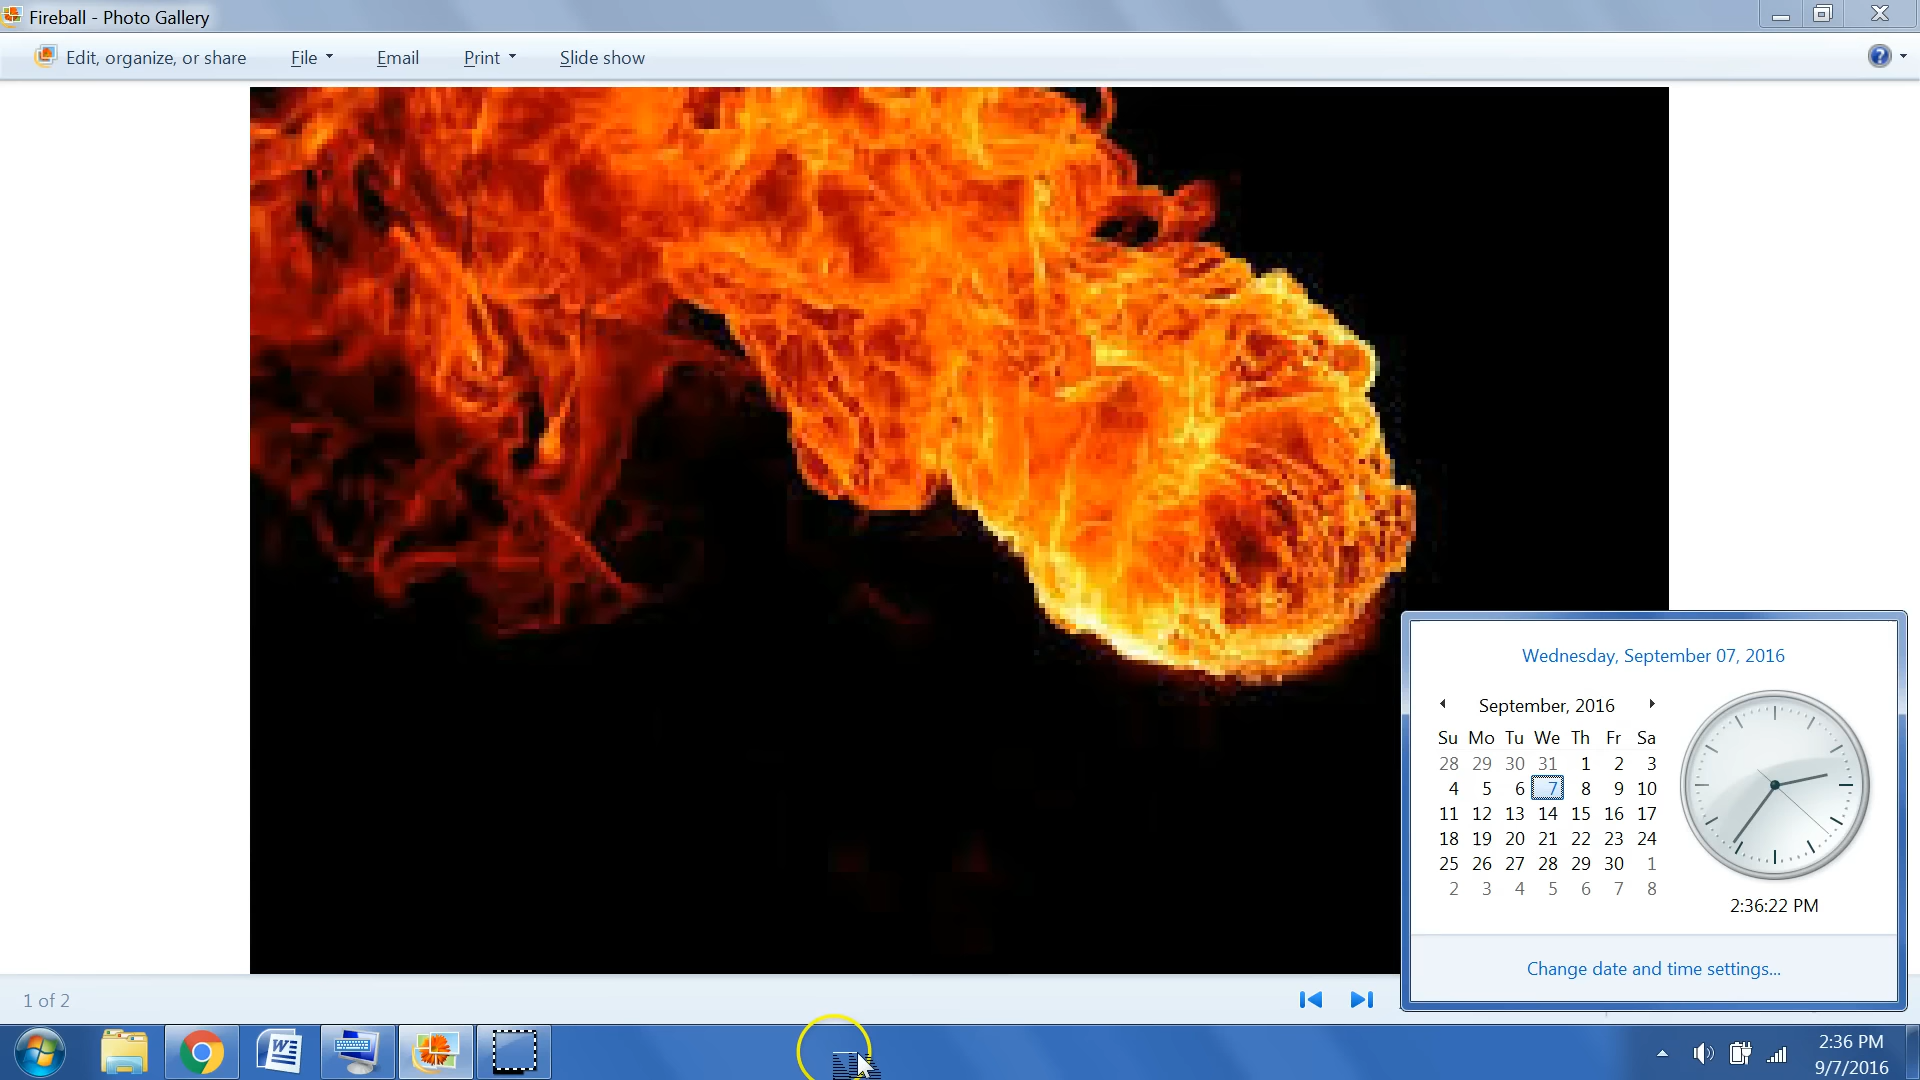 Fireball - Photo Gallery
Edit, organize, or share File Email Print Slide show
?
Wednesday, September 07, 2016
September, 2016
Su Mo Tu We Th Fr Sa
28 29 30 31 1 2 3
4 5 6 7 8 9 10
11 12 13 14 15 16 17
18 19 20 21 22 23 24
25 26 27 28 29 30 1
2 3 4 5 6 7 8
2:36:22 PM
Change date and time settings...
1 of 2
W
2:36 PM
9/7/2016